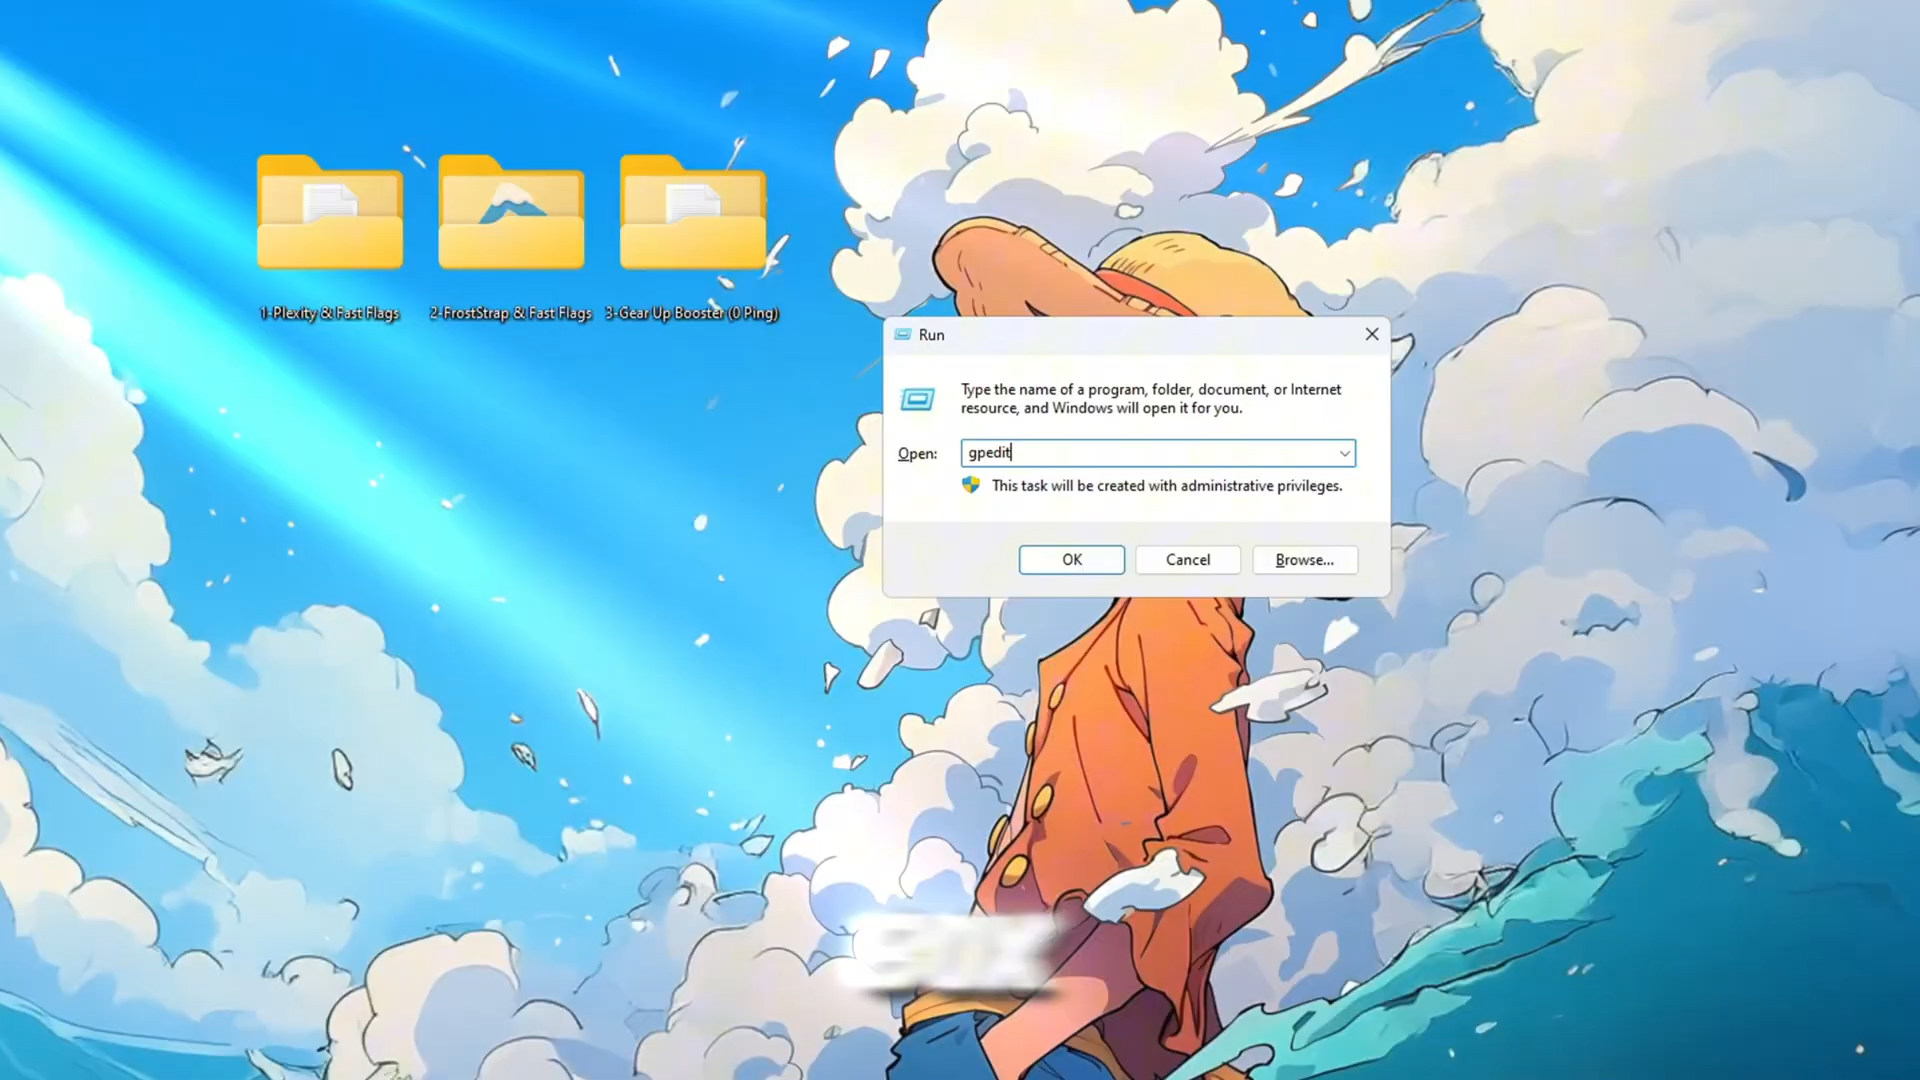 1-Plexity & Fast Flags
2-FrostStrap & Fast Flags
3-Gear Up Booster (0 Ping)
Run
Type the name of a program, folder, document, or Internet
resource, and Windows will open it for you.
Open:
gpedit
This task will be created with administrative privileges.
OK
Cancel
Browse...